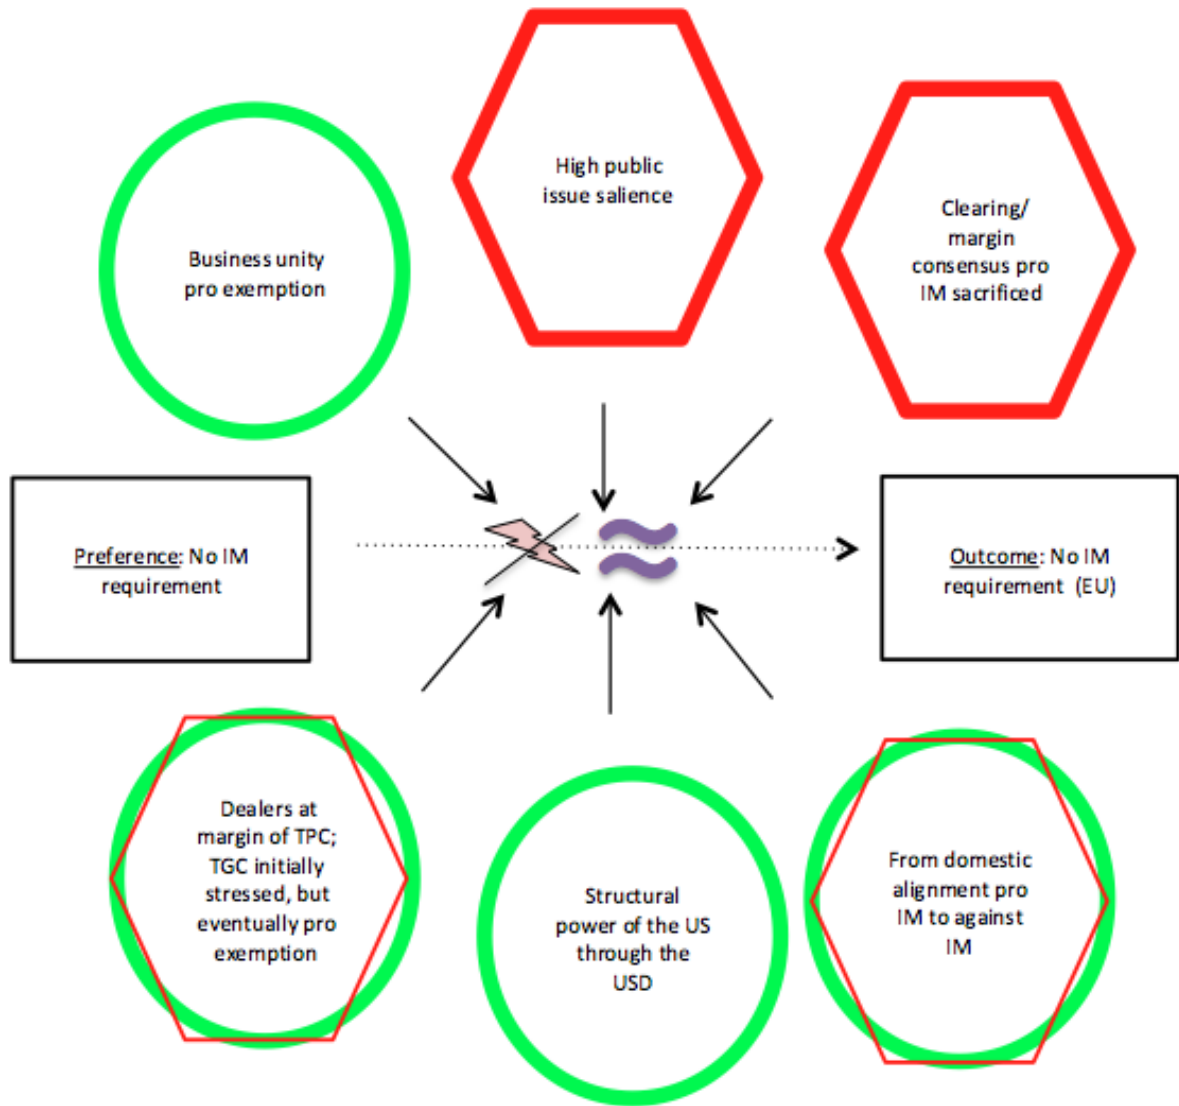 High public
issue salience
Clearing/
margin
consensus pro
IM sacrificed
Business unity
pro exemption
Preference: No IM
requirement
Outcome: No IM
requirement (EU)
Dealers at
margin of TPC;
TGC initially
stressed, but
eventually pro
exemption
Structural
power of the US
through the
USD
From domestic
alignment pro
IM to against
IM